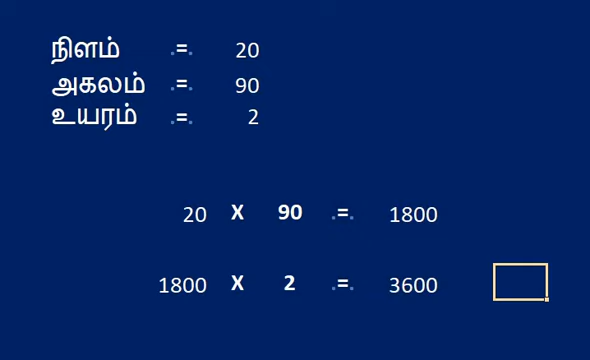 நிளம் .=. 20
அகலம் .=. 90
உயரம் .=. 2
20 X 90 .=. 1800
1800 X 2 .=. 3600